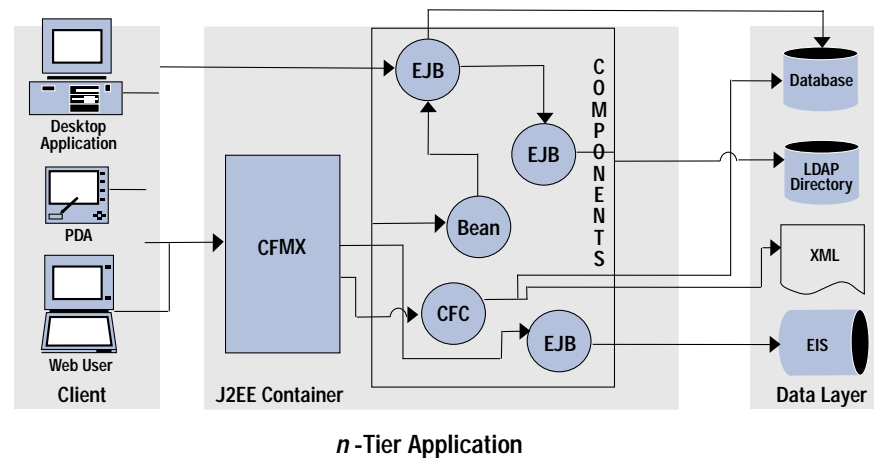 Desktop
Application
PDA
Web User
Client
CFMX
J2EE Container
EJB
EJB
Bean
CFC
EJB
COMPONENTS
Database
LDAP
Directory
XML
EIS
Data Layer
n -Tier Application